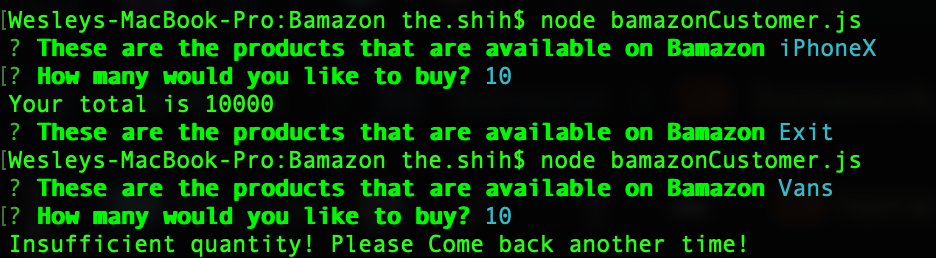 [Wesleys-MacBook-Pro:Bamazon the.shih$ node bamazonCustomer.js
? These are the products that are available on Bamazon iPhoneX
[? How many would you like to buy? 10
Your total is 10000
? These are the products that are available on Bamazon Exit
[Wesleys-MacBook-Pro:Bamazon the.shih$ node bamazonCustomer.js
? These are the products that are available on Bamazon Vans
[? How many would you like to buy? 10
Insufficient quantity! Please Come back another time!